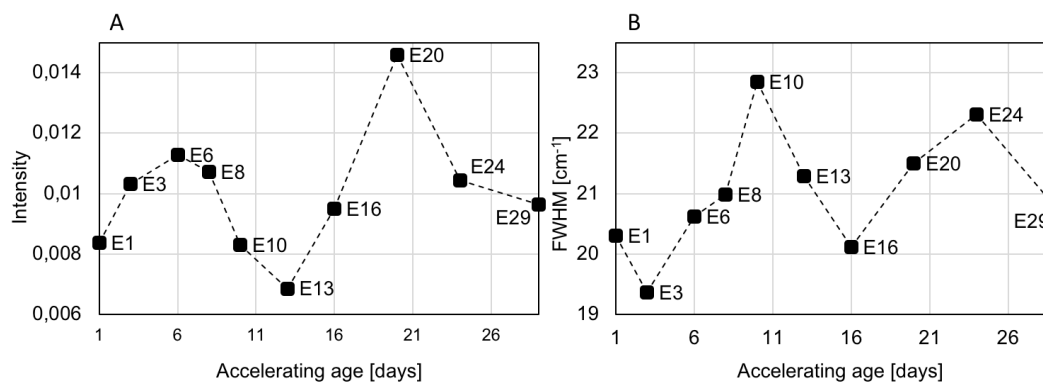 A
0,014
0,012
0,01
0,008
0,006
Intensity
E1
E3
E6
E8
E10
E13
E16
E20
E24
E29
1 6 11 16 21 26
Accelerating age [days]
B
23
22
21
20
19
FWHM [cm-1]
E1
E3
E6
E8
E10
E13
E16
E20
E24
E29
1 6 11 16 21 26
Accelerating age [days]